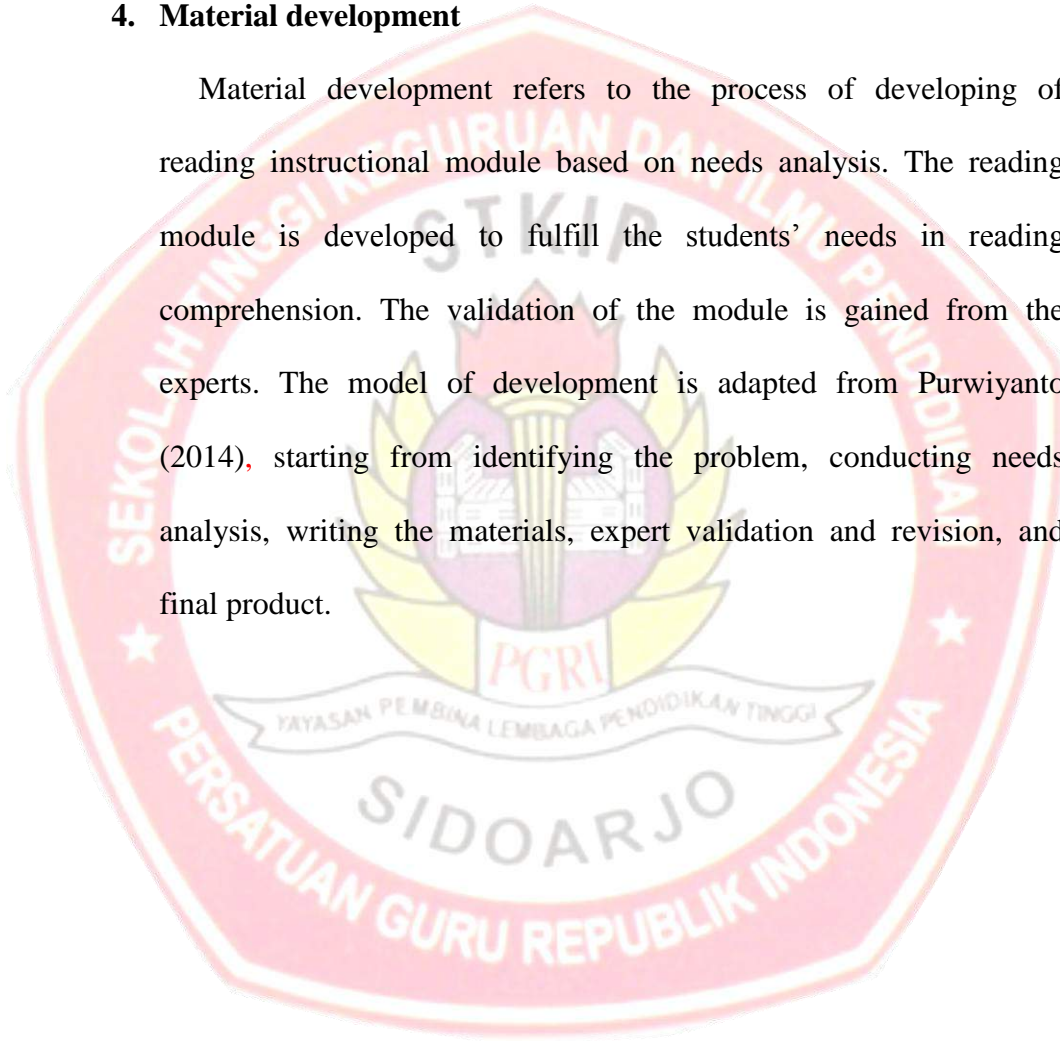 4. Material development
Material development refers to the process of developing of
reading instructional module based on needs analysis. The reading
module is developed to fulfill the students’ needs in reading
comprehension. The validation of the module is gained from the
experts. The model of development is adapted from Purwiyanto
(2014), starting from identifying the problem, conducting needs
analysis, writing the materials, expert validation and revision, and
final product.
SEKOLAH TINGGI KEGURUAN DAN ILMU PENDIDIKAN
STKIP
PGRI
YAYASAN PEMBINA LEMBAGA PENDIDIKAN TINGGI
SIDOARJO
PERSATUAN GURU REPUBLIK INDONESIA